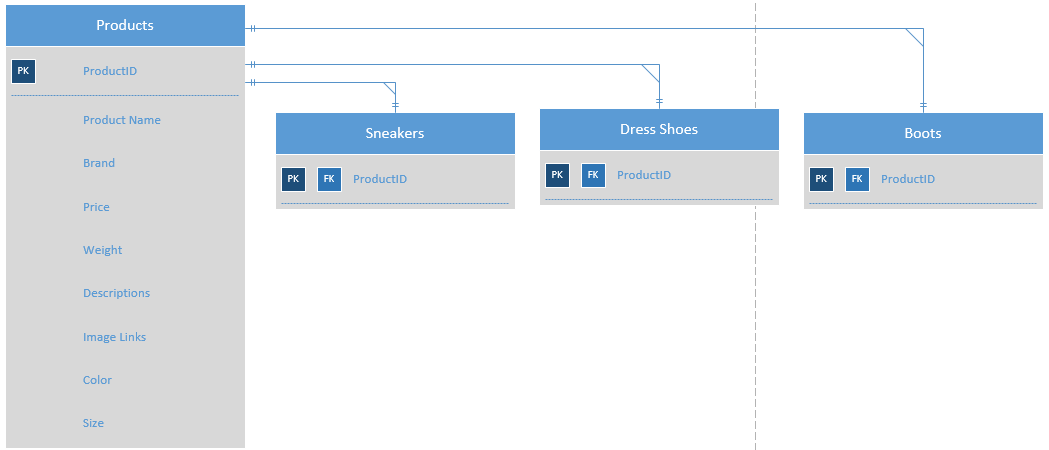 Products
PK ProductID
Product Name
Brand
Price
Weight
Descriptions
Image Links
Color
Size
Sneakers
PK FK ProductID
Dress Shoes
PK FK ProductID
Boots
PK FK ProductID